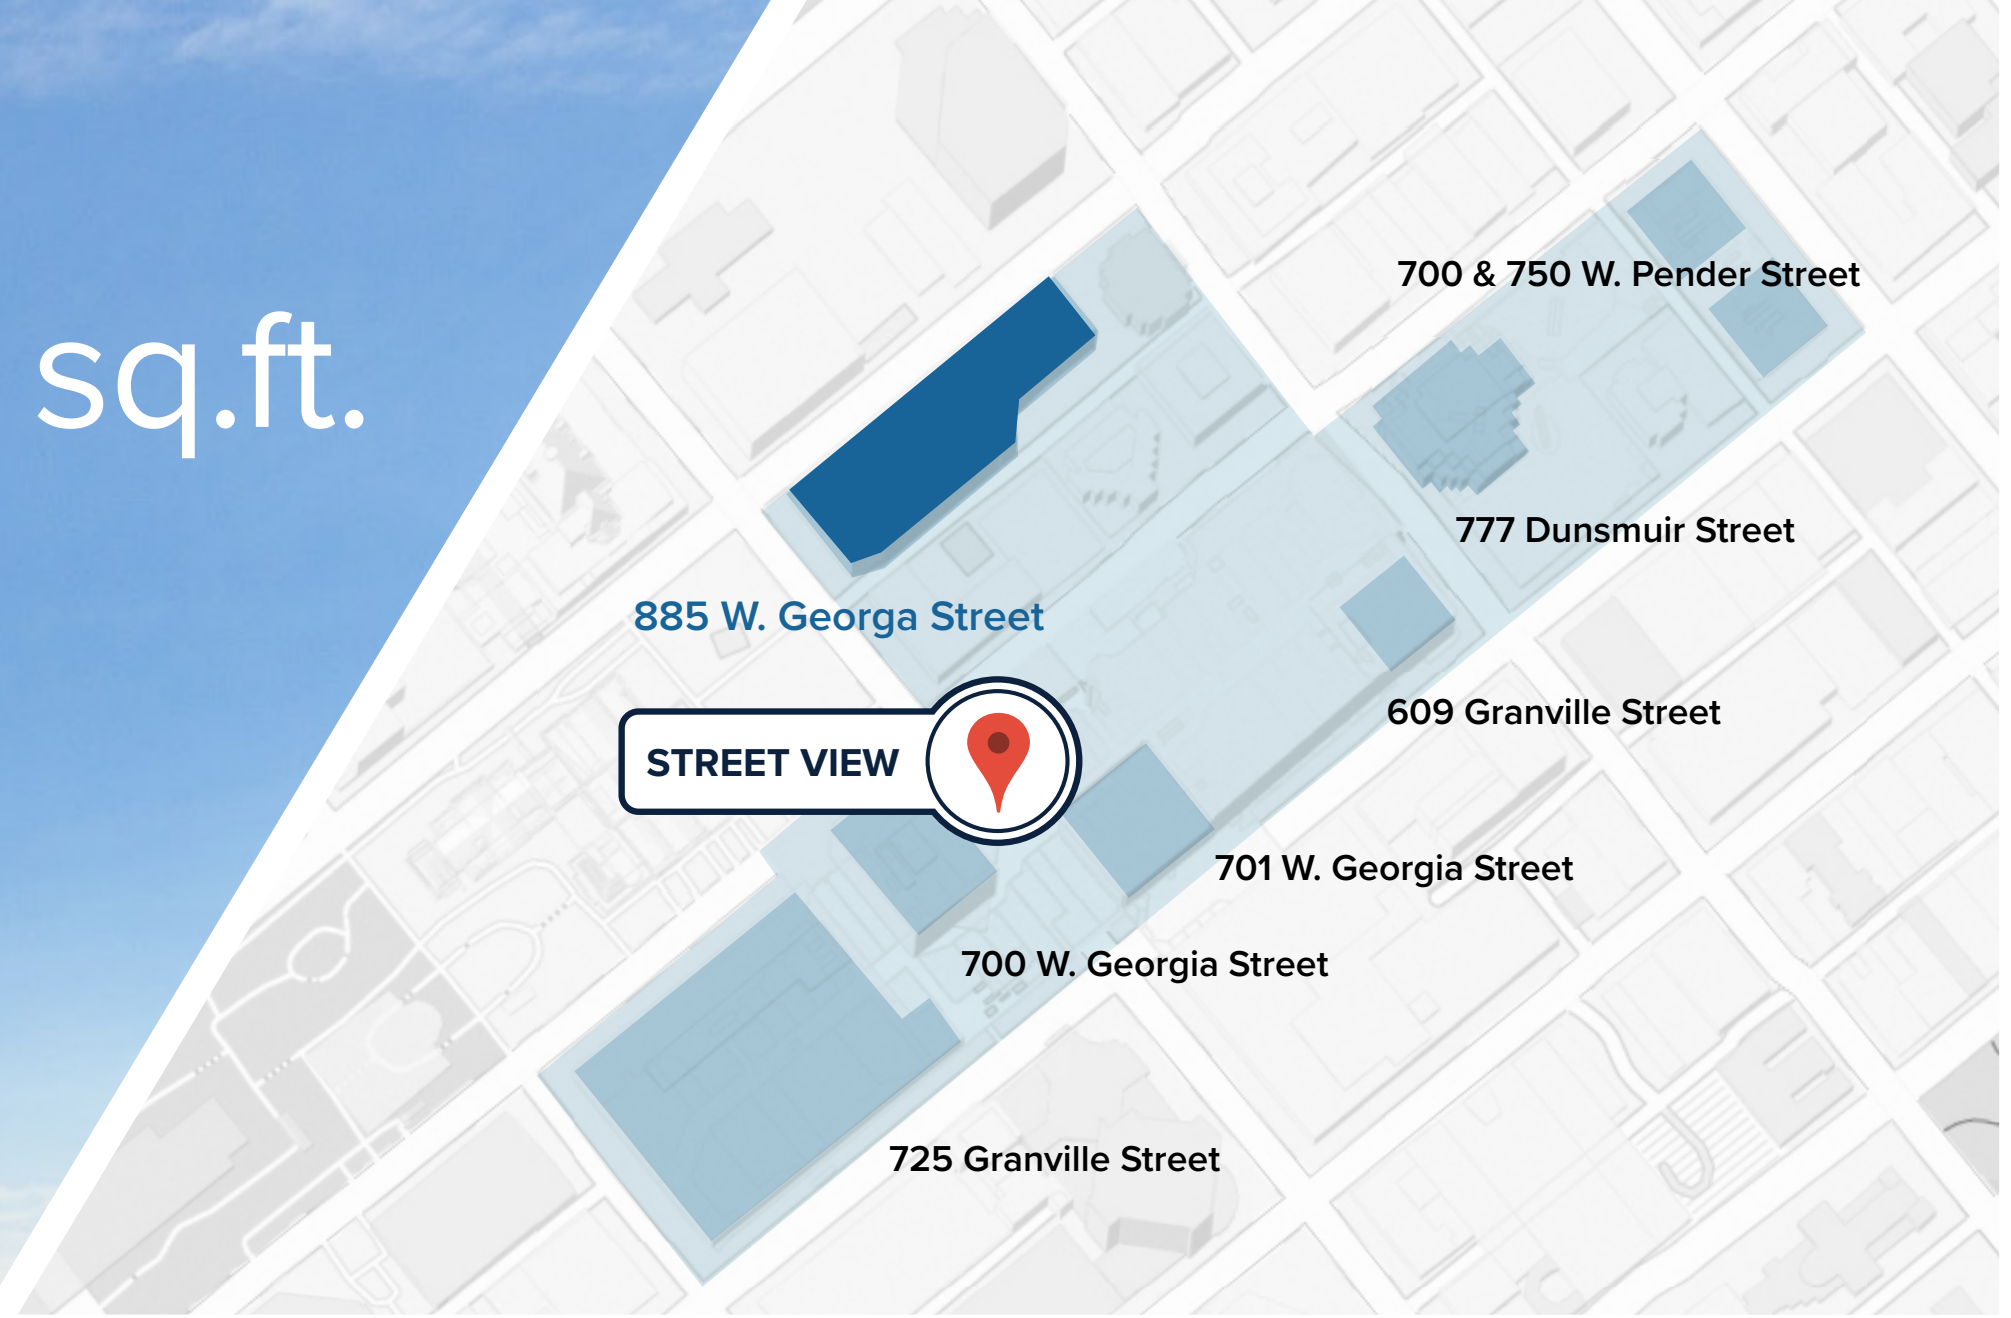 sq.ft.
700 & 750 W. Pender Street
777 Dunsmuir Street
885 W. Georga Street
609 Granville Street
STREET VIEW
701 W. Georgia Street
700 W. Georgia Street
725 Granville Street